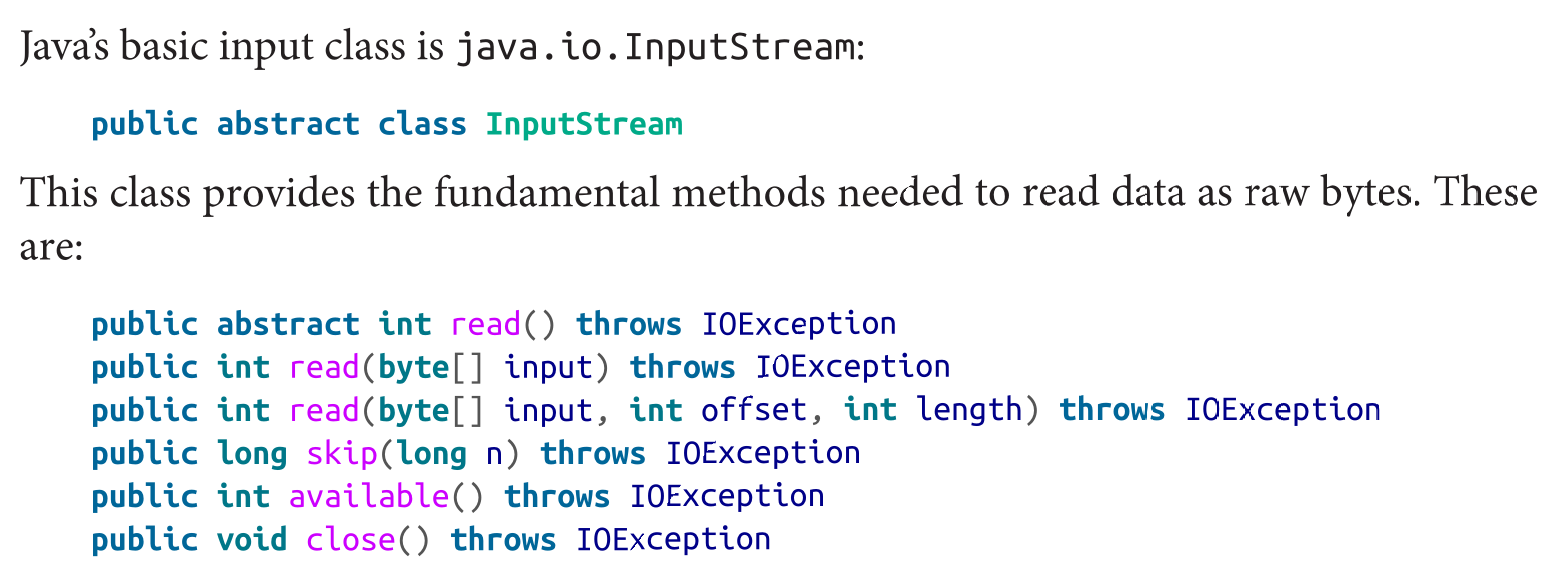 Java’s basic input class is java.io.InputStream:
public abstract class InputStream
This class provides the fundamental methods needed to read data as raw bytes. These
are:
public abstract int read() throws IOException
public int read(byte[] input) throws IOException
public int read(byte[] input, int offset, int length) throws IOException
public long skip(long n) throws IOException
public int available() throws IOException
public void close() throws IOException